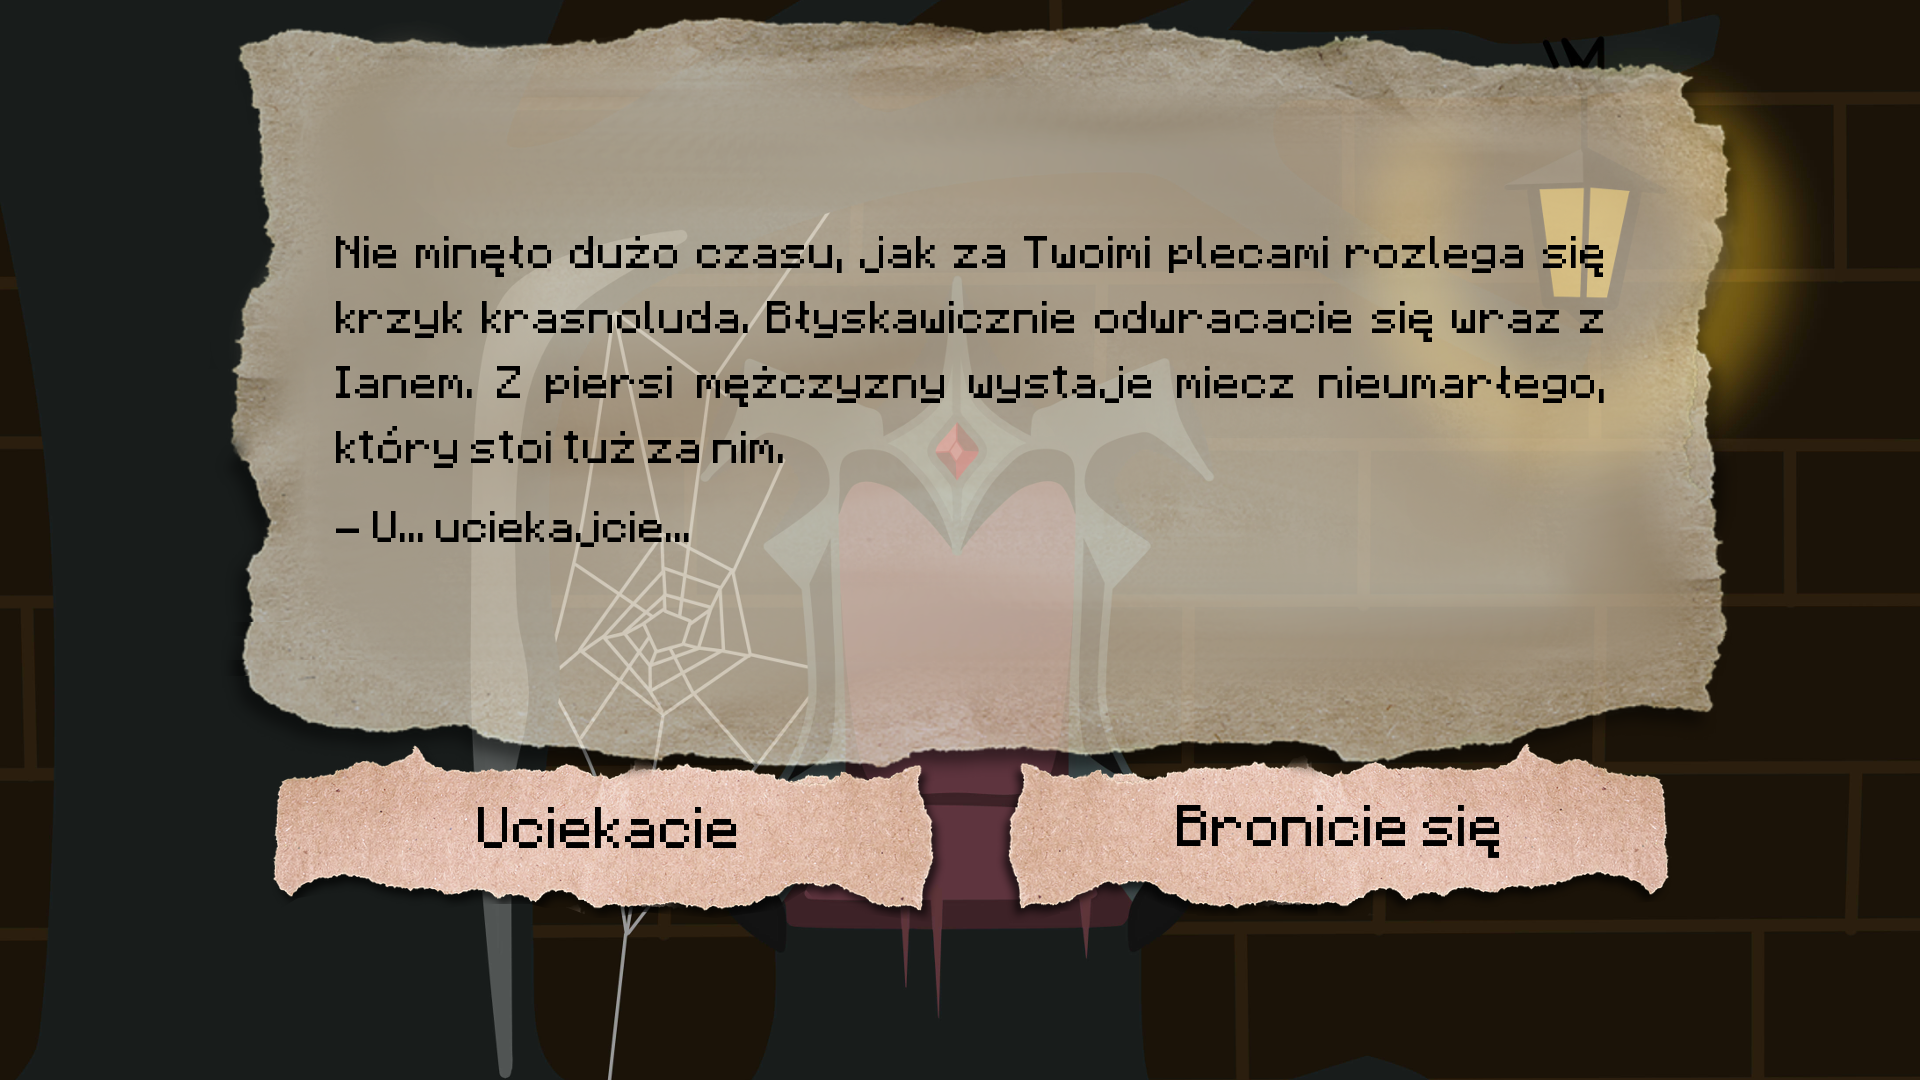 Nie minęło dużo czasu, jak za Twoimi plecami rozlega się
krzyk krasnoluda. Błyskawicznie odwracacie się wraz z
Ianem. Z piersi mężczyzny wystaje miecz nieumarłego,
który stoi tuż za nim.
– U... uciekajcie...
Uciekacie
Bronicie się